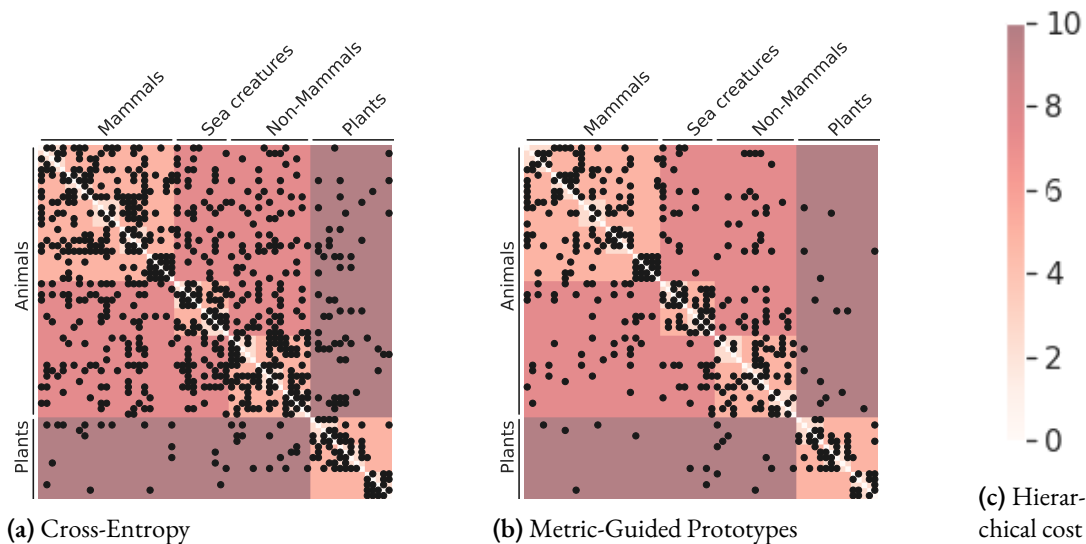 Mammals
Sea creatures
Non-Mammals
Plants
Animals
Plants
(a) Cross-Entropy
Mammals
Sea creatures
Non-Mammals
Plants
Animals
Plants
(b) Metric-Guided Prototypes
10
8
6
4
2
0
(c) Hierar-
chical cost